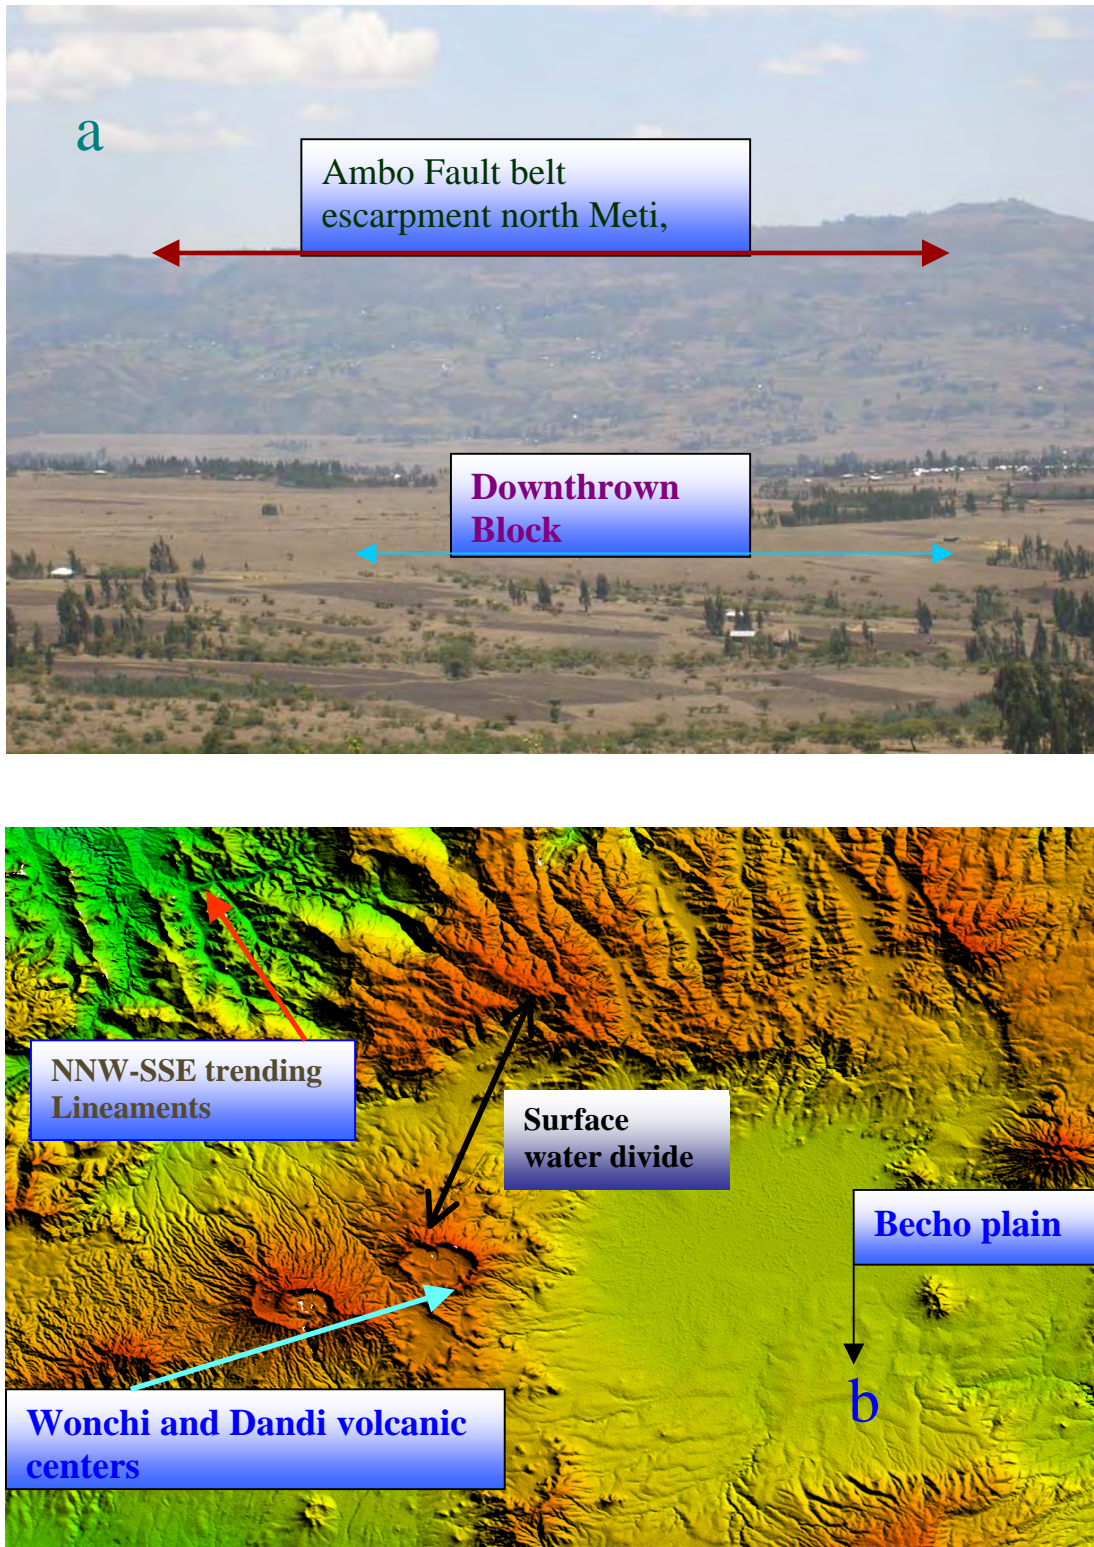 a
Ambo Fault belt
escarpment north Meti,
Downthrown
Block
NNW-SSE trending
Lineaments
Surface
water divide
Becho plain
b
Wonchi and Dandi volcanic
centers